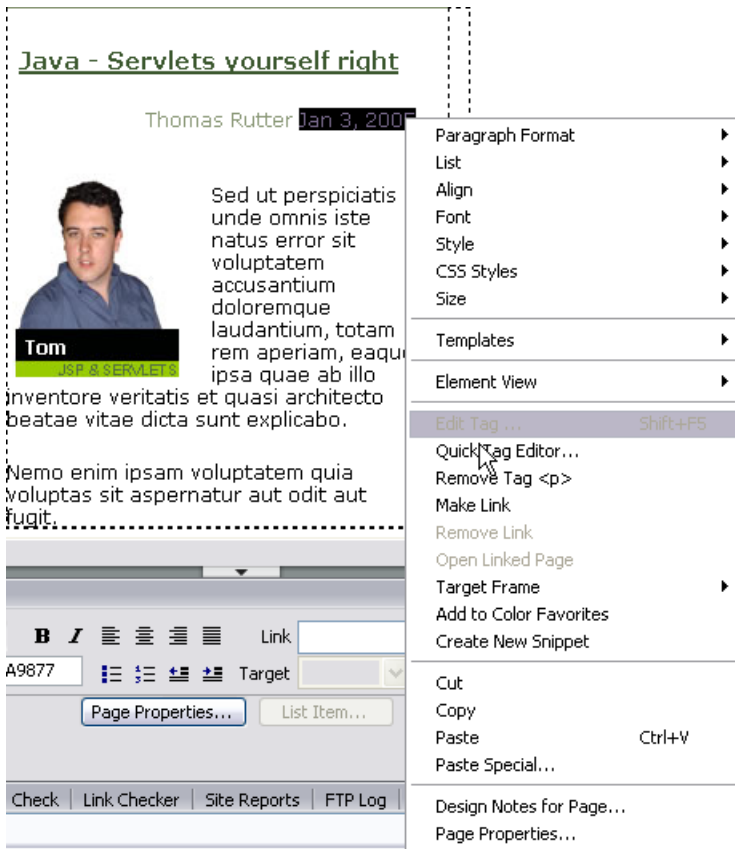 Java - Servlets yourself right
Thomas Rutter Jan 3, 2005
Sed ut perspiciatis
unde omnis iste
natus error sit
voluptatem
accusantium
doloremque
laudantium, totam
rem aperiam, eaqu
ipsa quae ab illo
Tom
JSP & SERVLETS
inventore veritatis et quasi architecto
beatae vitae dicta sunt explicabo.
Nemo enim ipsam voluptatem quia
voluptas sit aspernatur aut odit aut
fugit.
Paragraph Format
List
Align
Font
Style
CSS Styles
Size
Templates
Element View
Edit Tag ... Shift+F5
Quick Tag Editor...
Remove Tag <p>
Make Link
Remove Link
Open Linked Page
Target Frame
Add to Color Favorites
Create New Snippet
Cut
Copy
Paste Ctrl+V
Paste Special...
Design Notes for Page...
Page Properties...
B I Link
A9877 Target
Page Properties... List Item...
Check Link Checker Site Reports FTP Log